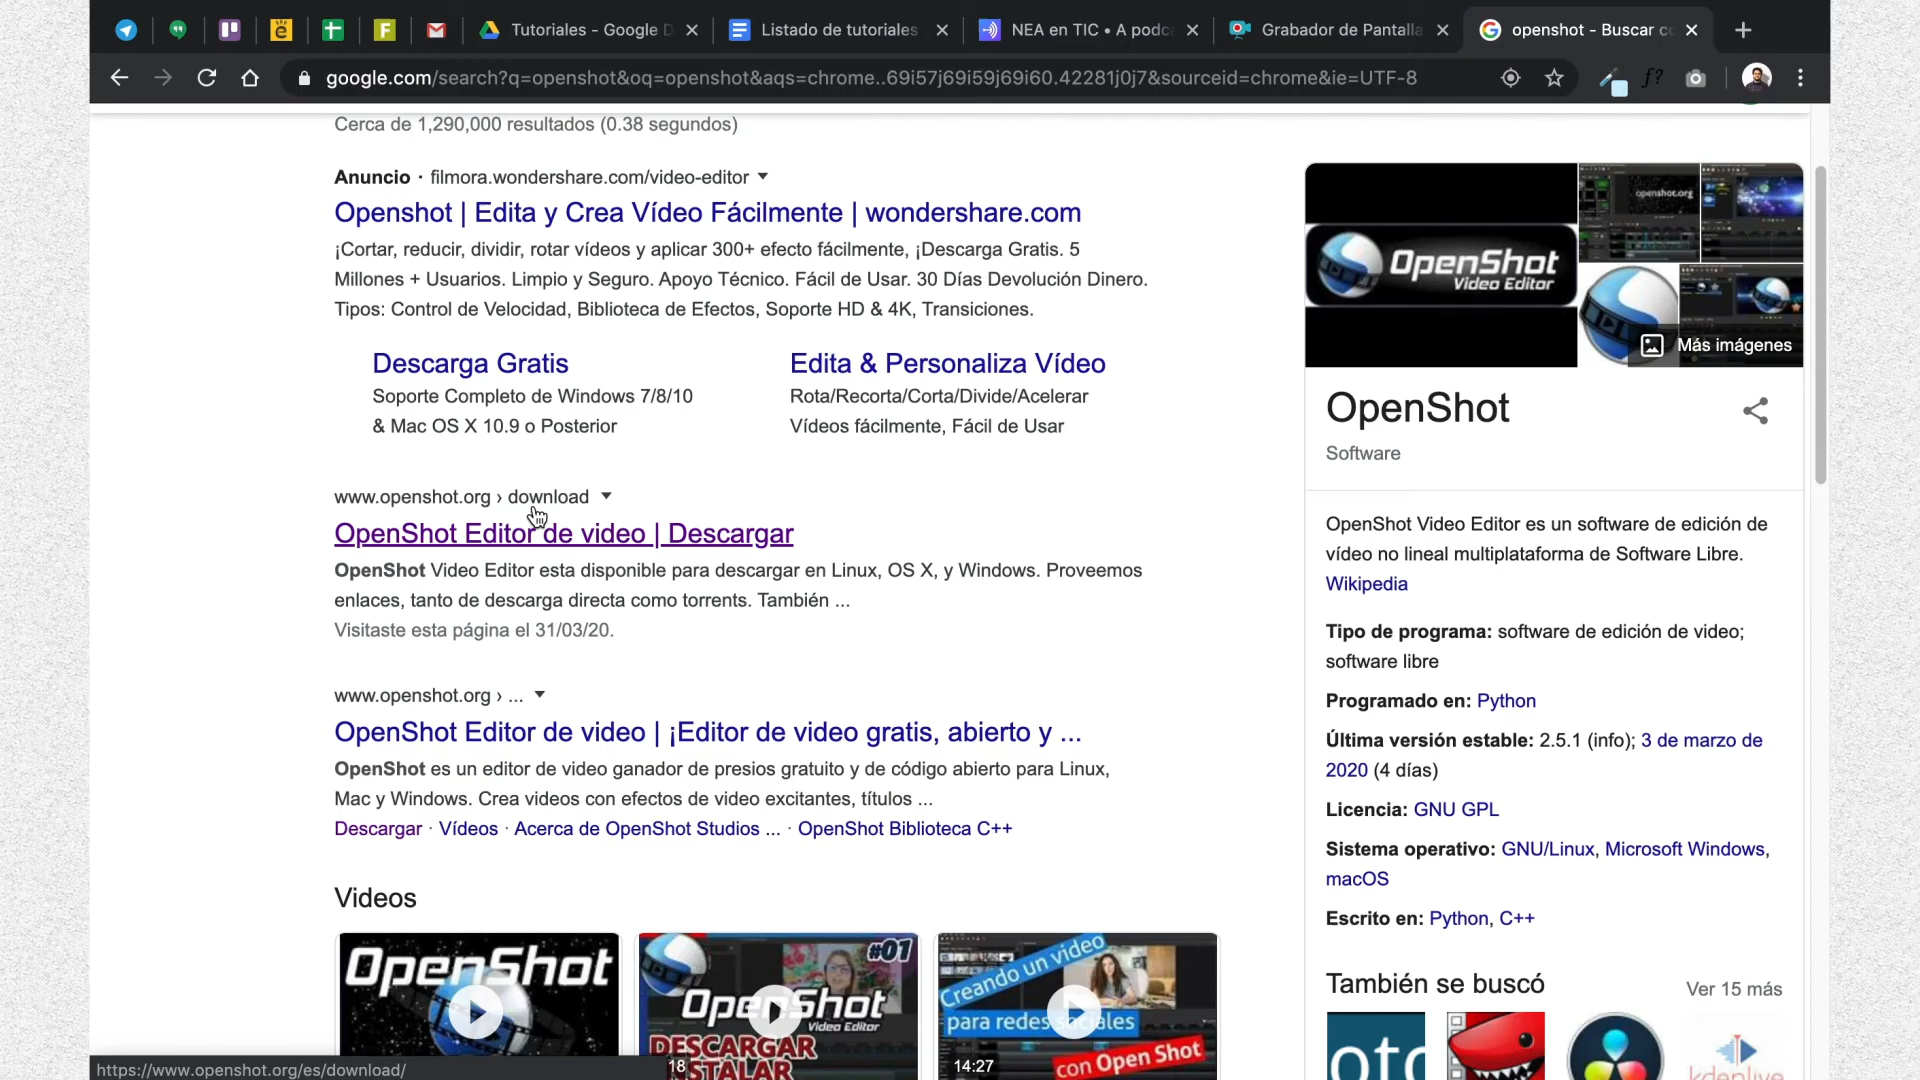 Tutoriales - Google D
Listado de tutoriales
NEA en TIC • A podca
Grabador de Pantalla
openshot - Buscar co
google.com/search?q=openshot&oq=openshot&aqs=chrome..69i57j69i59j69i60.42281j0j7&sourceid=chrome&ie=UTF-8
Cerca de 1,290,000 resultados (0.38 segundos)
Anuncio · filmora.wondershare.com/video-editor
Openshot | Edita y Crea Vídeo Fácilmente | wondershare.com
¡Cortar, reducir, dividir, rotar vídeos y aplicar 300+ efecto fácilmente, ¡Descarga Gratis. 5
Millones + Usuarios. Limpio y Seguro. Apoyo Técnico. Fácil de Usar. 30 Días Devolución Dinero.
Tipos: Control de Velocidad, Biblioteca de Efectos, Soporte HD & 4K, Transiciones.
Descarga Gratis
Soporte Completo de Windows 7/8/10
& Mac OS X 10.9 o Posterior
Edita & Personaliza Vídeo
Rota/Recorta/Corta/Divide/Acelerar
Vídeos fácilmente, Fácil de Usar
www.openshot.org › download
OpenShot Editor de video | Descargar
OpenShot Video Editor esta disponible para descargar en Linux, OS X, y Windows. Proveemos
enlaces, tanto de descarga directa como torrents. También ...
Visitaste esta página el 31/03/20.
www.openshot.org › ...
OpenShot Editor de video | ¡Editor de video gratis, abierto y ...
OpenShot es un editor de video ganador de presios gratuito y de código abierto para Linux,
Mac y Windows. Crea videos con efectos de video excitantes, títulos ...
Descargar · Vídeos · Acerca de OpenShot Studios ... · OpenShot Biblioteca C++
Videos
OpenShot
#01
OpenShot
Video Editor
DESCARGAR
INSTALAR
18
Creando un video
para redes sociales
con Open Shot
14:27
https://www.openshot.org/es/download/
OpenShot
Video Editor
openshot.org
Más imágenes
OpenShot
Software
OpenShot Video Editor es un software de edición de
vídeo no lineal multiplataforma de Software Libre.
Wikipedia
Tipo de programa: software de edición de video;
software libre
Programado en: Python
Última versión estable: 2.5.1 (info); 3 de marzo de
2020 (4 días)
Licencia: GNU GPL
Sistema operativo: GNU/Linux, Microsoft Windows,
macOS
Escrito en: Python, C++
También se buscó
Ver 15 más
otc
kdenlive